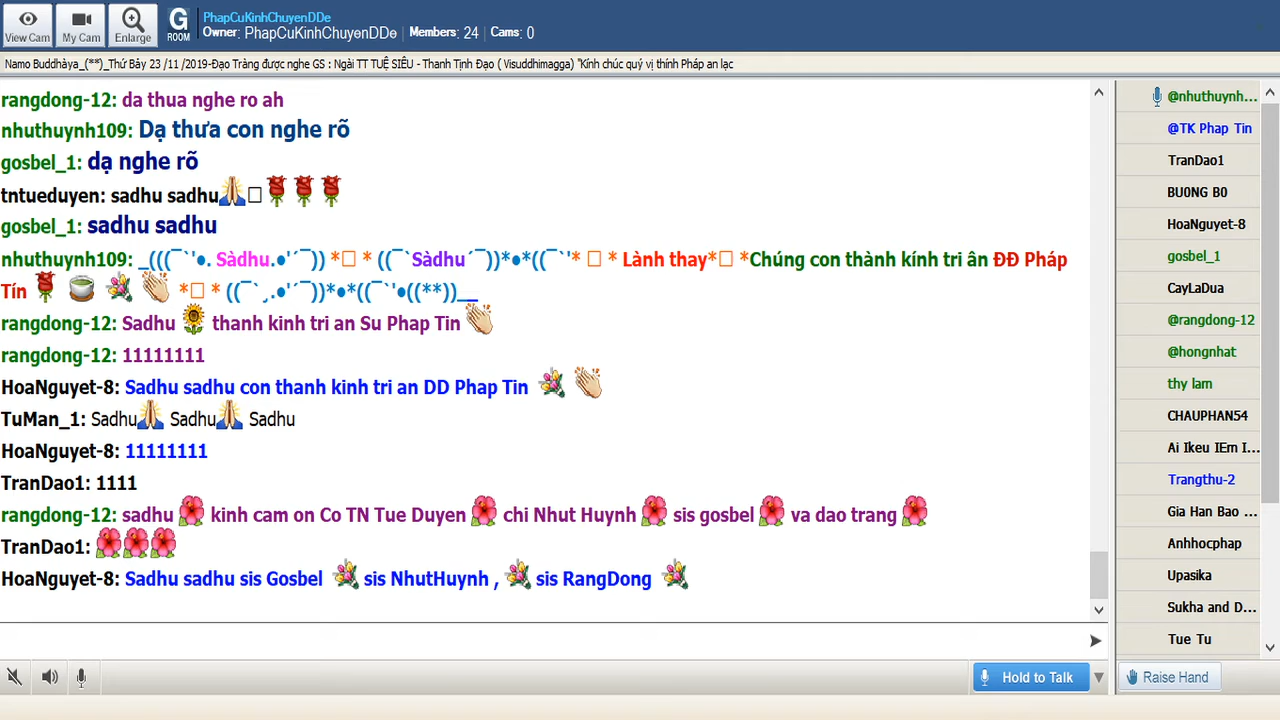 View Cam
My Cam
Enlarge
G
ROOM
PhapCuKinhChuyenDDe
Owner: PhapCuKinhChuyenDDe | Members: 24 | Cams: 0
Namo Buddhàya_(**)_Thứ Bảy 23 /11 /2019-Đạo Tràng được nghe GS : Ngài TT TUỆ SIÊU - Thanh Tịnh Đạo ( Visuddhimagga) "Kính chúc quý vị thính Pháp an lạc
rangdong-12: da thua nghe ro ah
nhuthuynh109: Dạ thưa con nghe rõ
gosbel_1: dạ nghe rõ
tntueduyen: sadhu sadhu🙏□🌹🌹🌹
gosbel_1: sadhu sadhu
nhuthuynh109: _(((¯`'•. Sàdhu.•'´¯)) *□ * ((¯`Sàdhu´¯))*•*((¯`'* □ * Lành thay*□ *Chúng con thành kính tri ân ĐĐ Pháp
Tín🌹 🍵 💐 👏 *□ * ((¯`¸.•'´¯))*•*((¯`'•((**))__
rangdong-12: Sadhu 🌻 thanh kinh tri an Su Phap Tin 👏
rangdong-12: 11111111
HoaNguyet-8: Sadhu sadhu con thanh kinh tri an DD Phap Tin 💐 👏
TuMan_1: Sadhu🙏 Sadhu🙏 Sadhu
HoaNguyet-8: 11111111
TranDao1: 1111
rangdong-12: sadhu 🌺 kinh cam on Co TN Tue Duyen 🌺 chi Nhut Huynh 🌺 sis gosbel 🌺 va dao trang 🌺
TranDao1: 🌺🌺🌺
HoaNguyet-8: Sadhu sadhu sis Gosbel 💐 sis NhutHuynh , 💐 sis RangDong 💐
@nhuthuynh...
@TK Phap Tin
TranDao1
BU0NG B0
HoaNguyet-8
gosbel_1
CayLaDua
@rangdong-12
@hongnhat
thy lam
CHAUPHAN54
Ai Ikeu IEm I...
Trangthu-2
Gia Han Bao ...
Anhhocphap
Upasika
Sukha and D...
Tue Tu
Hold to Talk
Raise Hand